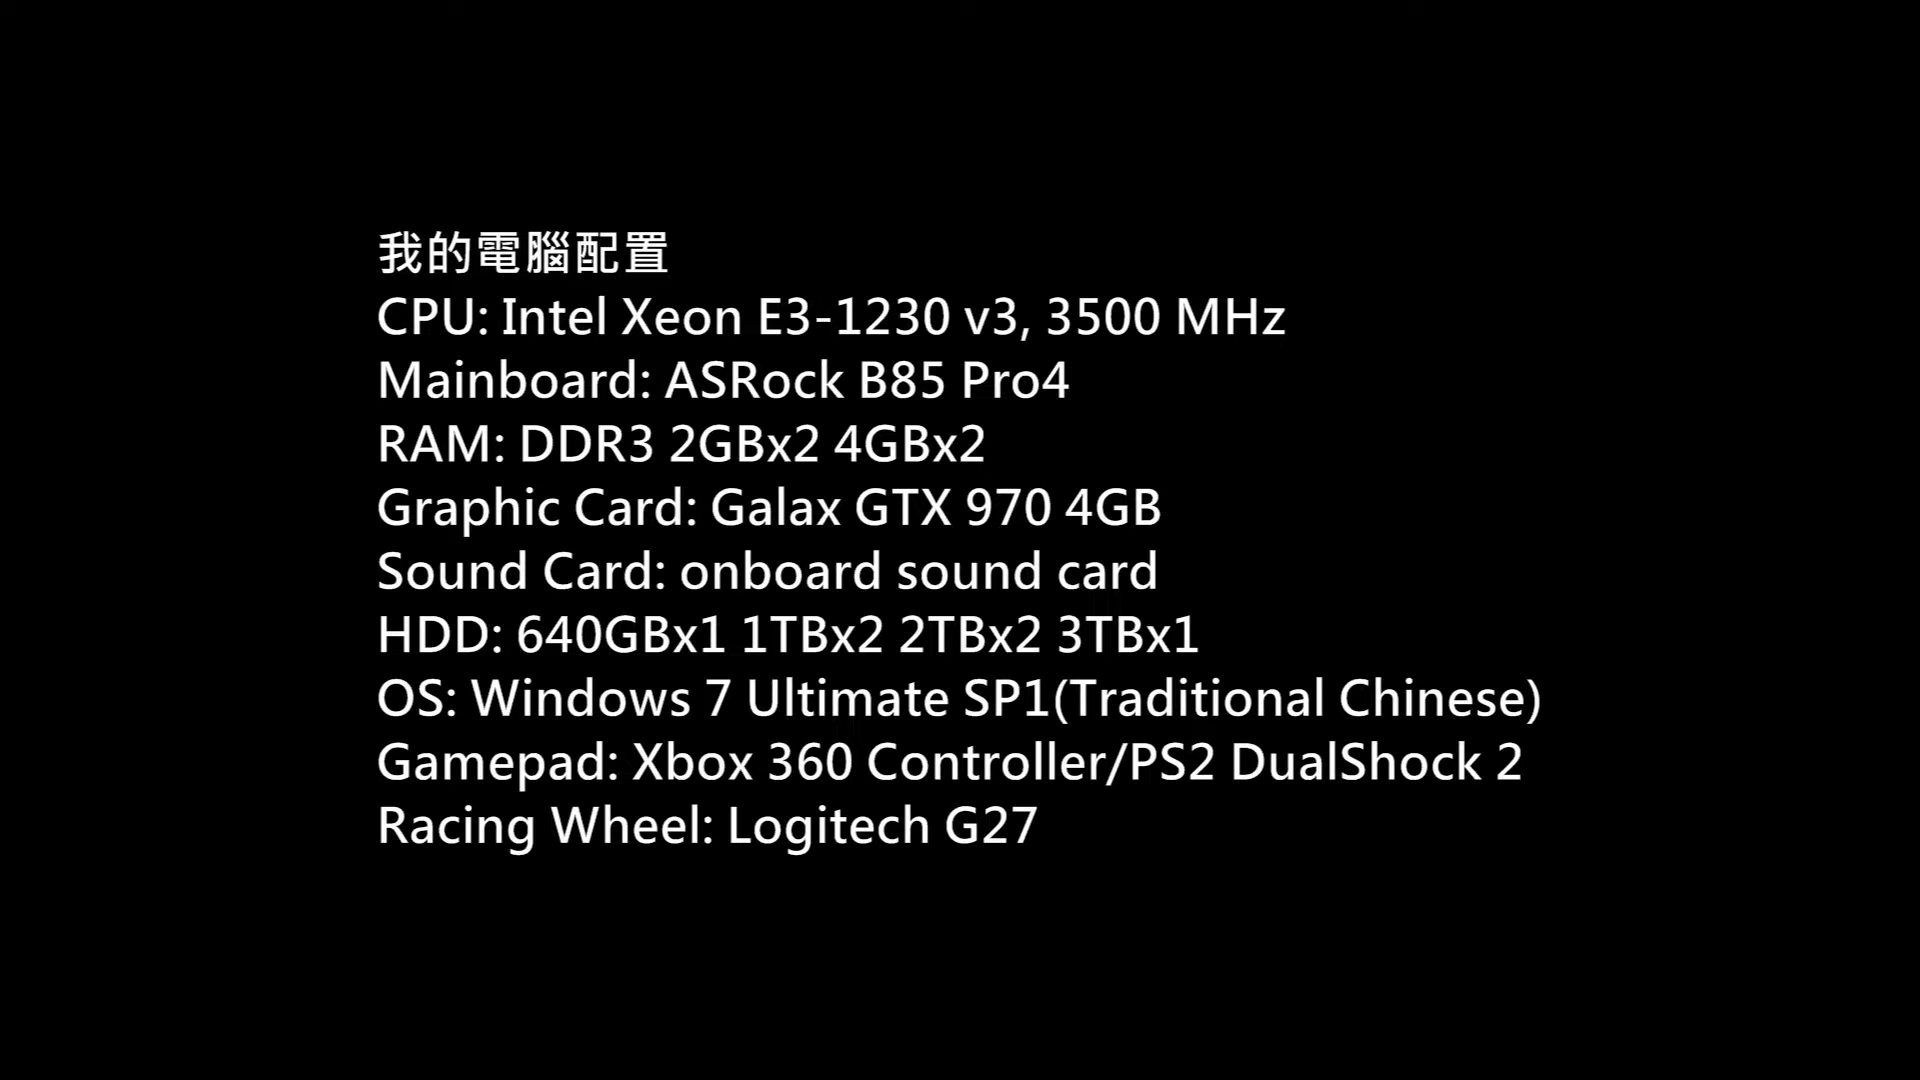 我的電腦配置
CPU: Intel Xeon E3-1230 v3, 3500 MHz
Mainboard: ASRock B85 Pro4
RAM: DDR3 2GBx2 4GBx2
Graphic Card: Galax GTX 970 4GB
Sound Card: onboard sound card
HDD: 640GBx1 1TBx2 2TBx2 3TBx1
OS: Windows 7 Ultimate SP1(Traditional Chinese)
Gamepad: Xbox 360 Controller/PS2 DualShock 2
Racing Wheel: Logitech G27